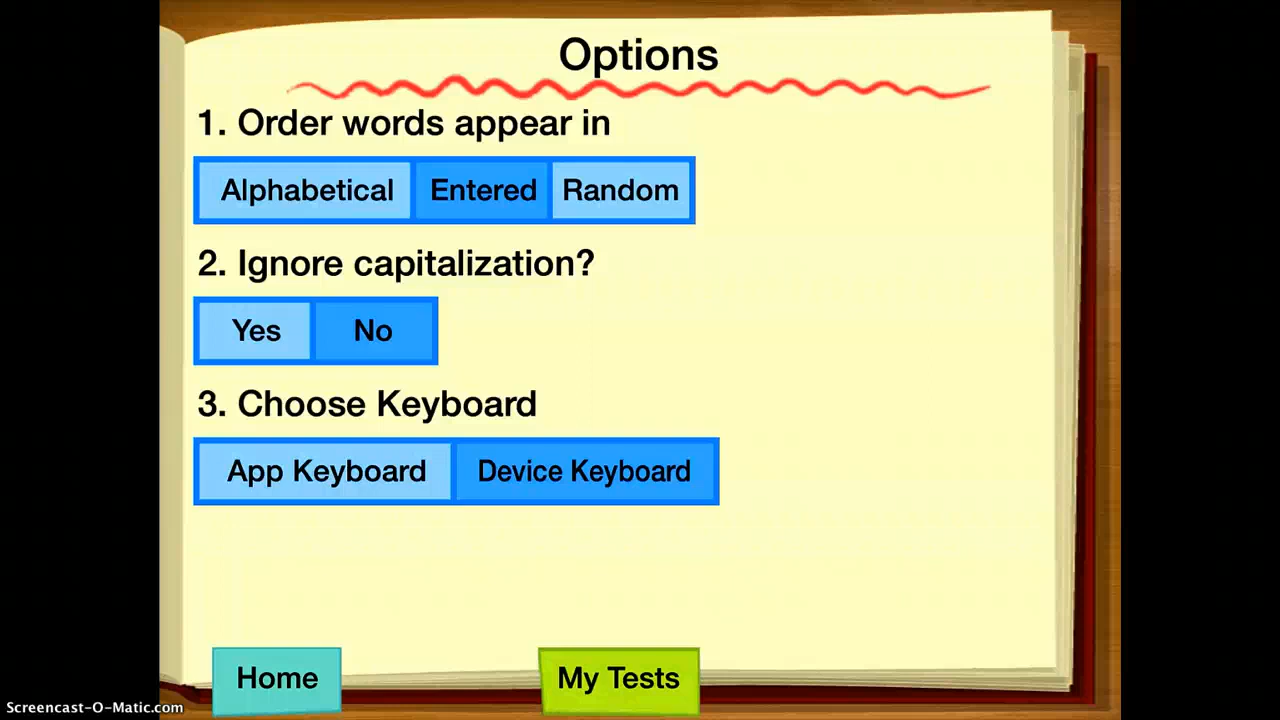 Options
1. Order words appear in
Alphabetical Entered Random
2. Ignore capitalization?
Yes No
3. Choose Keyboard
App Keyboard Device Keyboard
Home My Tests
Screencast-O-Matic.com